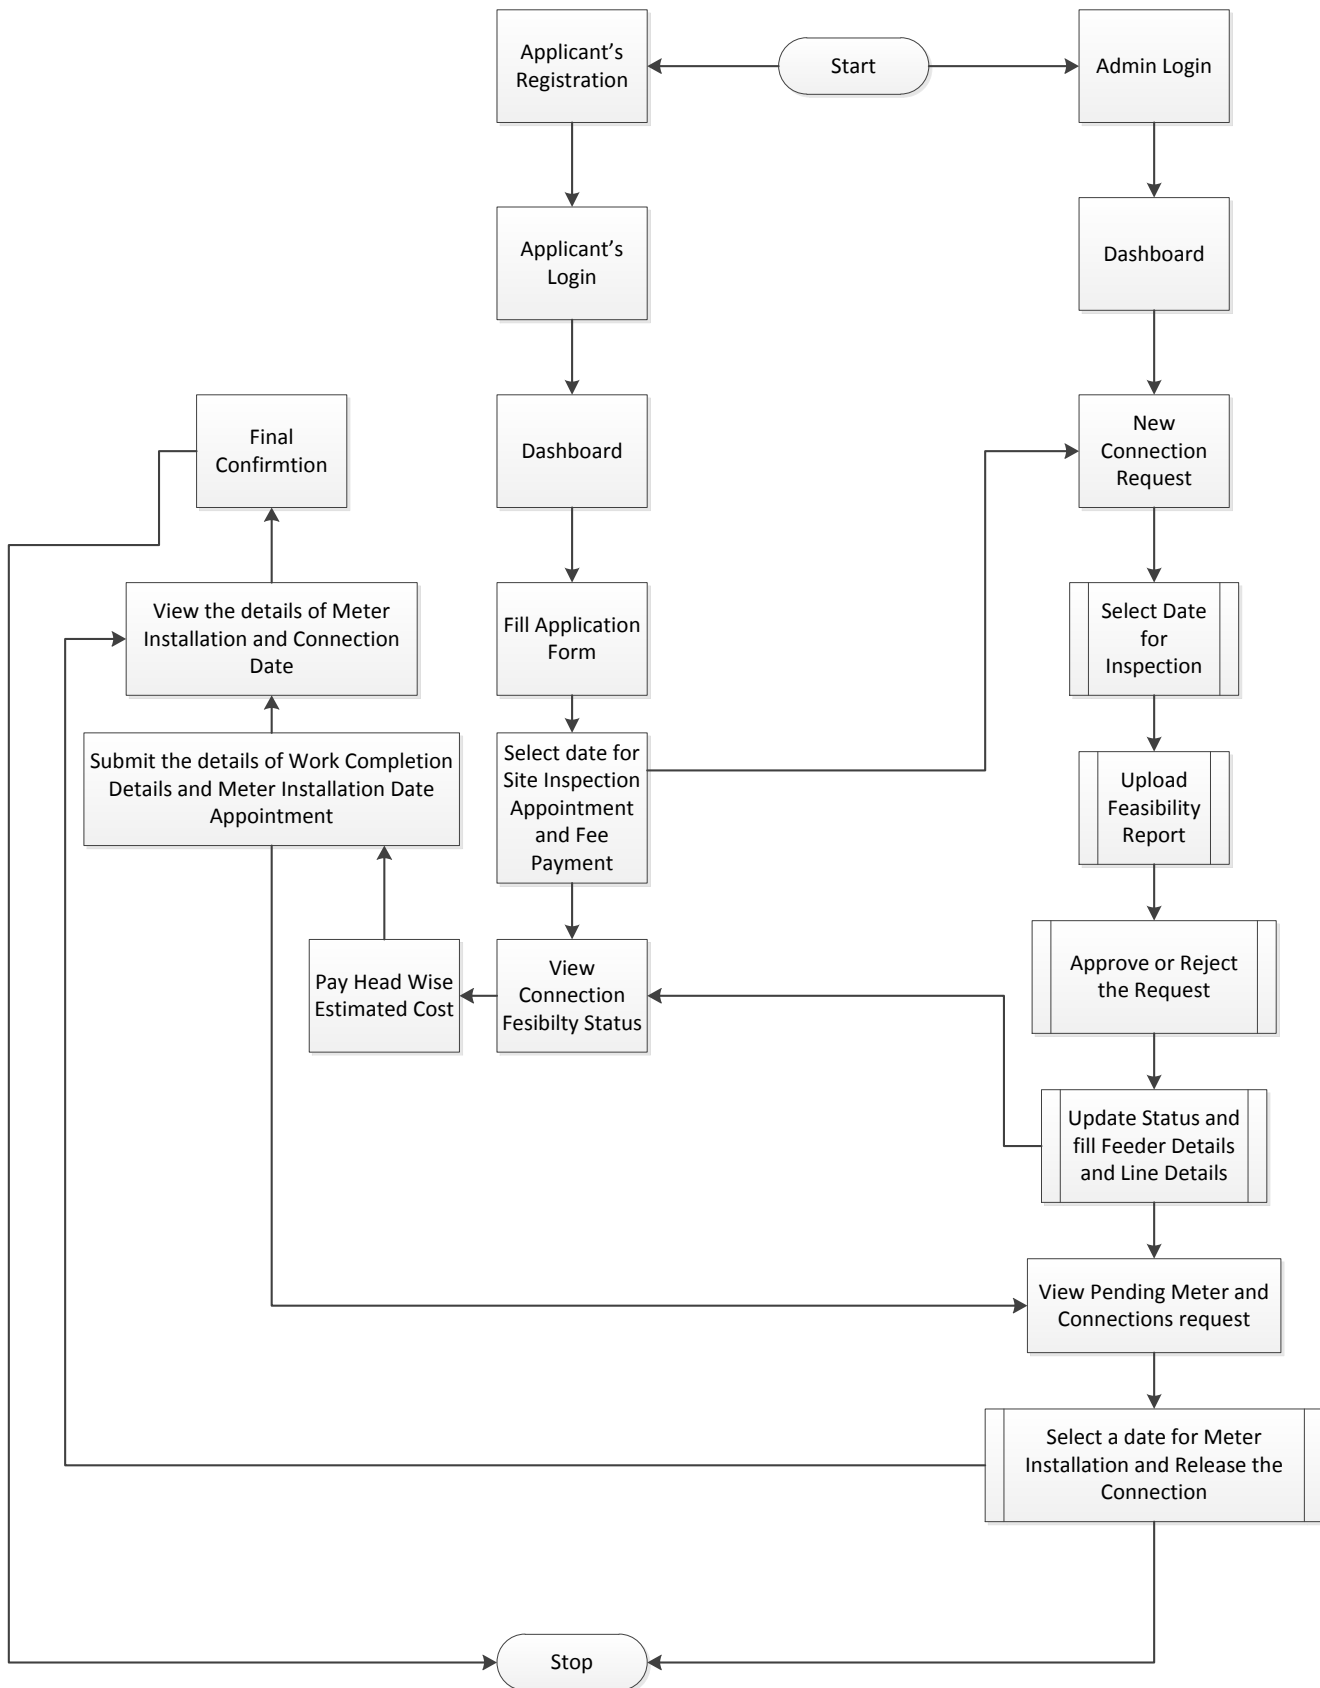 Applicant's
Registration
Start
Admin Login
Applicant's
Login
Dashboard
Final
Confirmtion
Dashboard
New
Connection
Request
View the details of Meter
Installation and Connection
Date
Fill Application
Form
Select Date
for
Inspection
Submit the details of Work Completion
Details and Meter Installation Date
Appointment
Select date for
Site Inspection
Appointment
and Fee
Payment
Upload
Feasibility
Report
Pay Head Wise
Estimated Cost
View
Connection
Fesibilty Status
Approve or Reject
the Request
Update Status and
fill Feeder Details
and Line Details
View Pending Meter and
Connections request
Select a date for Meter
Installation and Release the
Connection
Stop